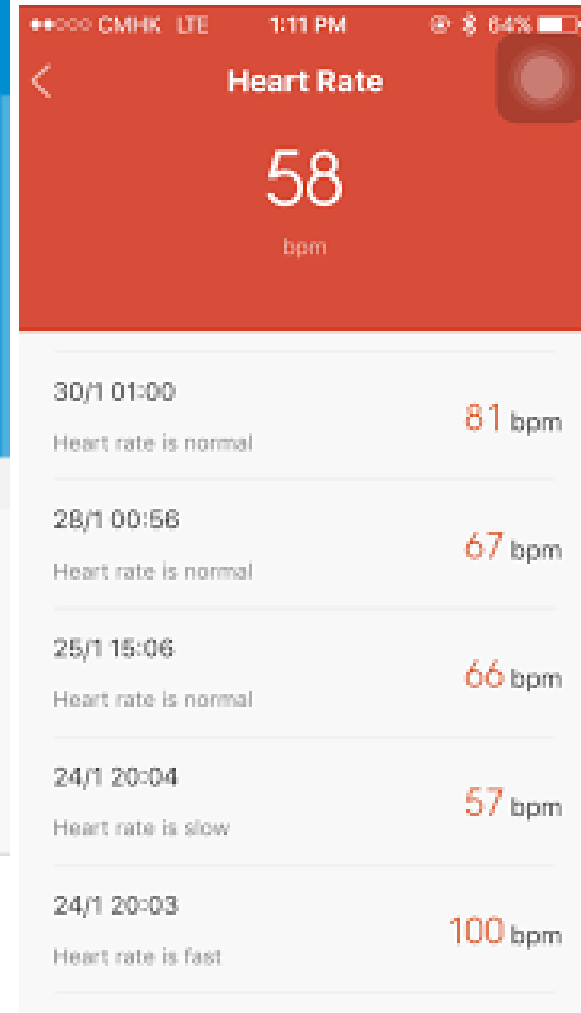 CMHK LTE 1:11 PM 64%
Heart Rate
58
bpm
30/1 01:00
81 bpm
Heart rate is normal
28/1 00:56
67 bpm
Heart rate is normal
25/1 15:06
66 bpm
Heart rate is normal
24/1 20:04
57 bpm
Heart rate is slow
24/1 20:03
100 bpm
Heart rate is fast